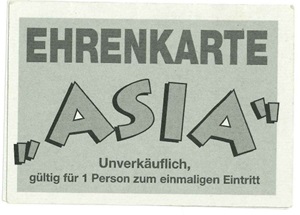 EHRENKARTE
„ASIA“
Unverkäuflich,
gültig für 1 Person zum einmaligen Eintritt